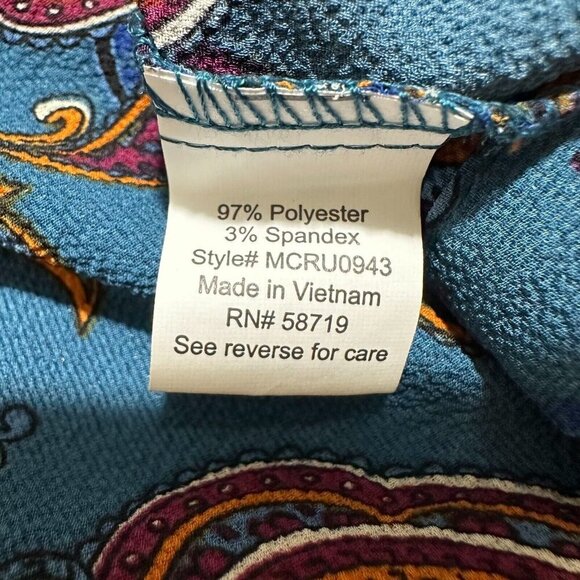 97% Polyester
3% Spandex
Style# MCRU0943
Made in Vietnam
RN# 58719
See reverse for care